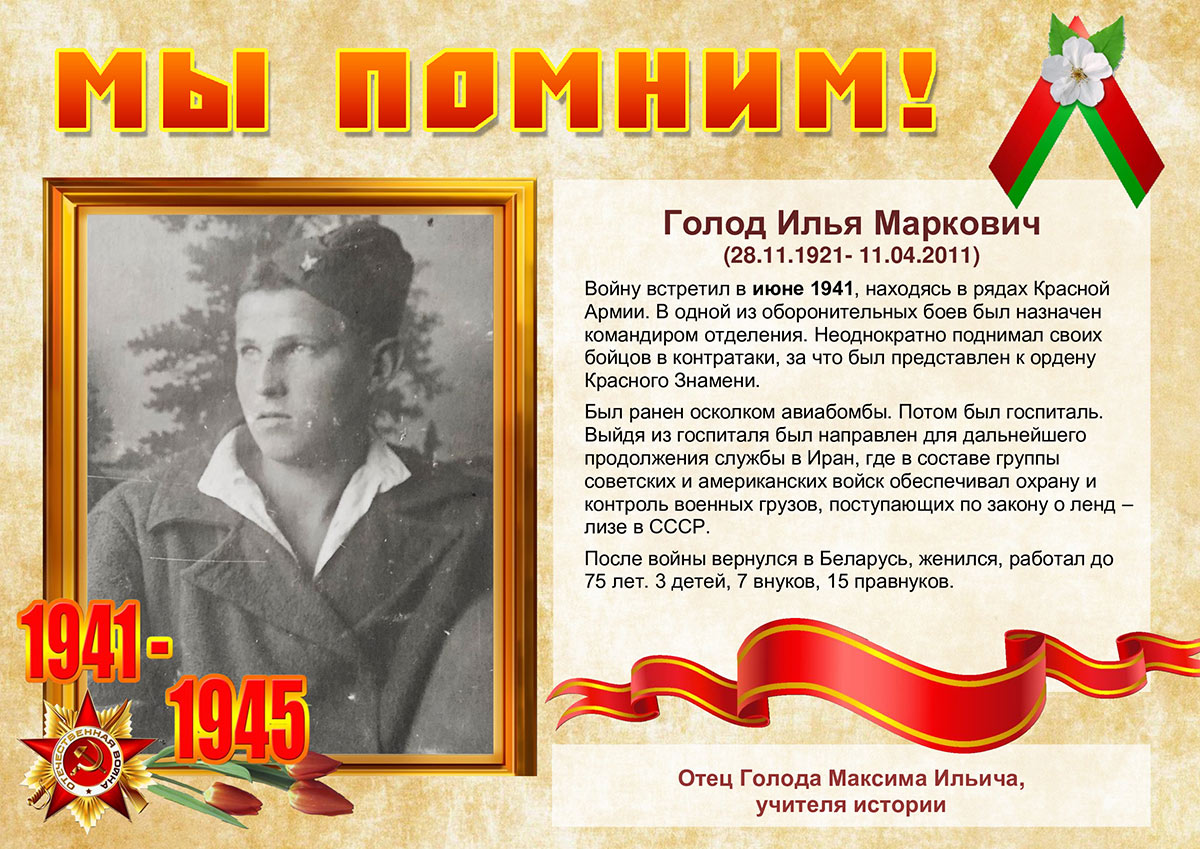 МЫ ПОМНИМ!
Голод Илья Маркович
(28.11.1921- 11.04.2011)
Войну встретил в июне 1941, находясь в рядах Красной
Армии. В одной из оборонительных боев был назначен
командиром отделения. Неоднократно поднимал своих
бойцов в контратаки, за что был представлен к ордену
Красного Знамени.
Был ранен осколком авиабомбы. Потом был госпиталь.
Выйдя из госпиталя был направлен для дальнейшего
продолжения службы в Иран, где в составе группы
советских и американских войск обеспечивал охрану и
контроль военных грузов, поступающих по закону о ленд –
лизе в СССР.
После войны вернулся в Беларусь, женился, работал до
75 лет. 3 детей, 7 внуков, 15 правнуков.
1941-
1945
ОТЕЧЕСТВЕННАЯ ВОЙНА
Отец Голода Максима Ильича,
учителя истории